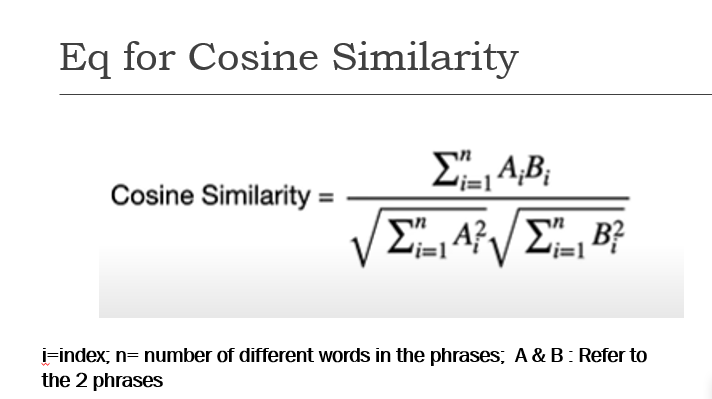 Eq for Cosine Similarity
Cosine Similarity = \frac{\sum_{i=1}^{n} A_i B_i}{\sqrt{\sum_{i=1}^{n} A_i^2} \sqrt{\sum_{i=1}^{n} B_i^2}}
i=index; n= number of different words in the phrases;  A & B : Refer to
the 2 phrases